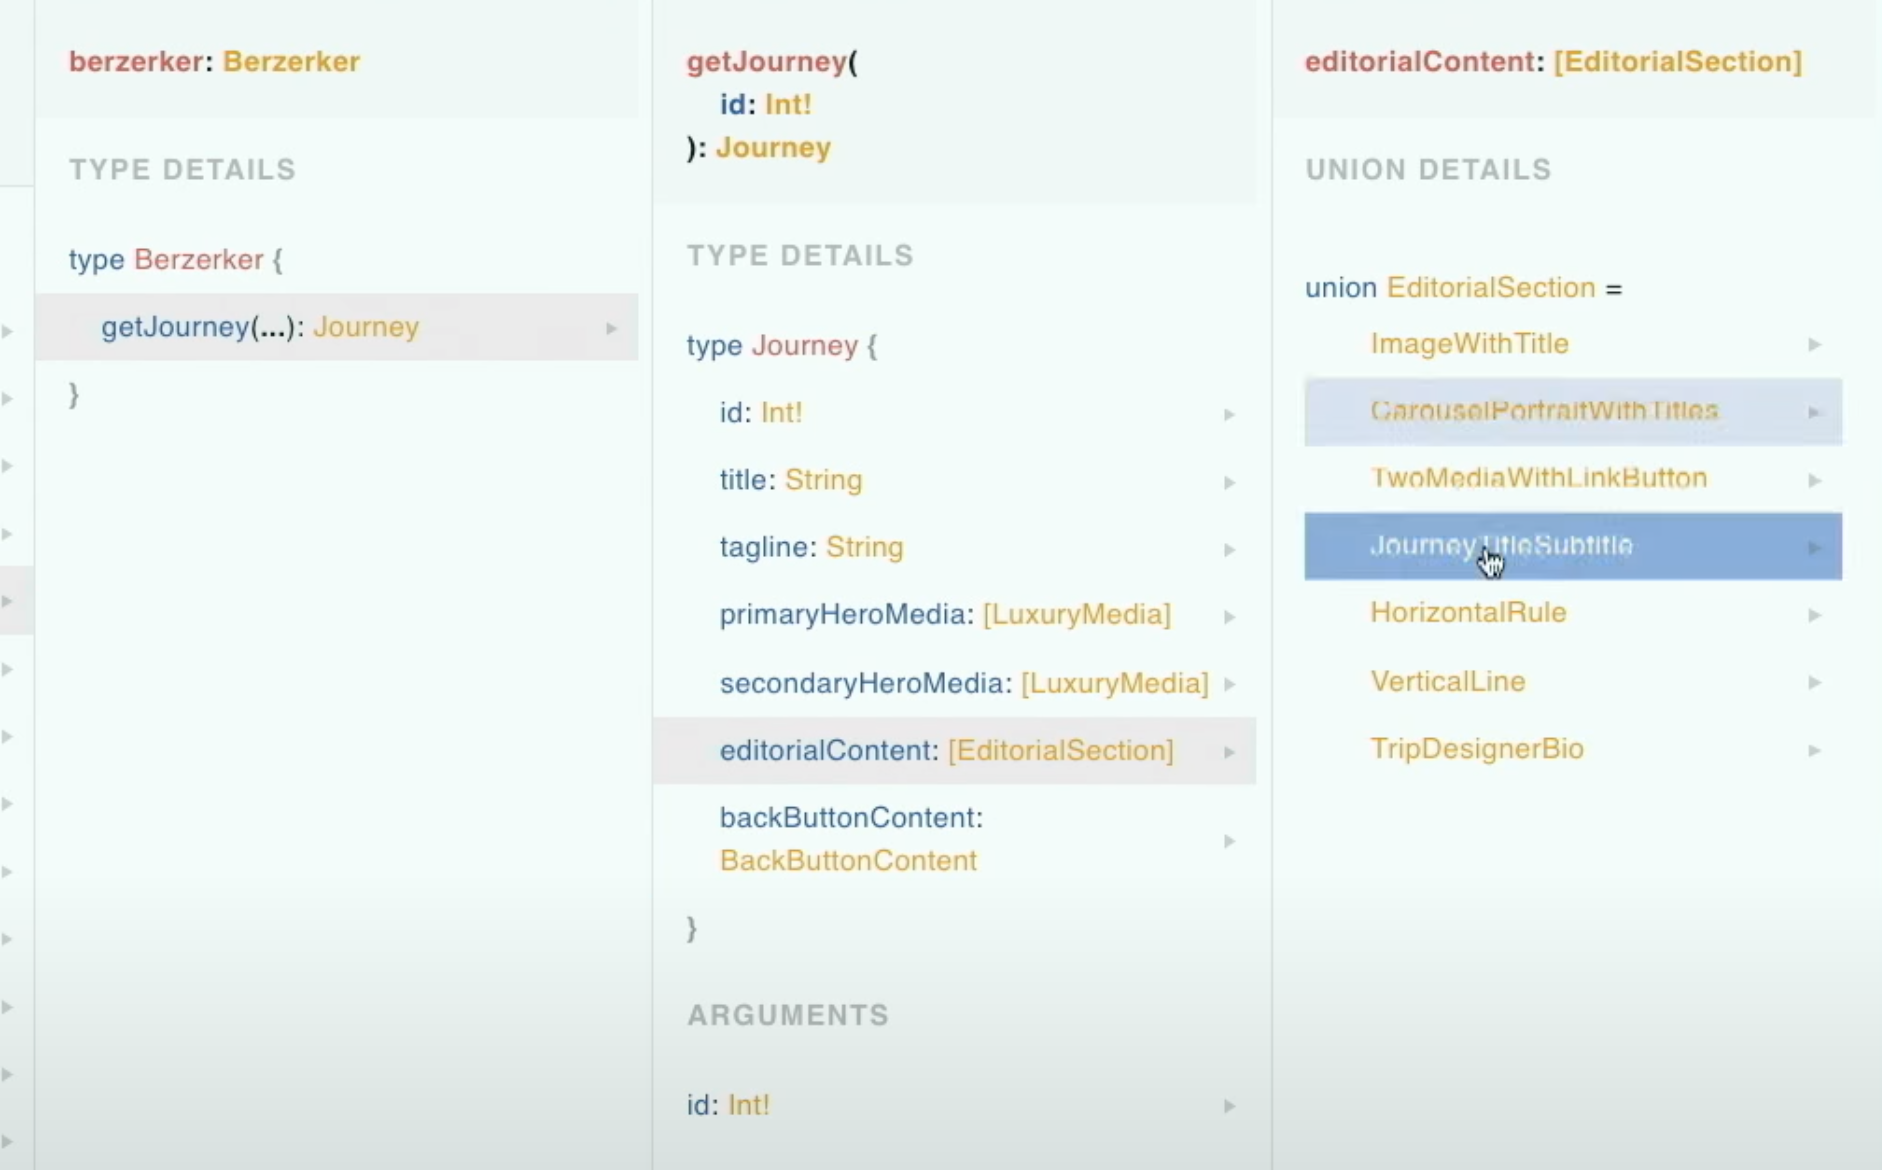 berzerker: Berzerker
TYPE DETAILS
type Berzerker {
getJourney(...): Journey
}
getJourney(
id: Int!
): Journey
TYPE DETAILS
type Journey {
id: Int!
title: String
tagline: String
primaryHeroMedia: [LuxuryMedia]
secondaryHeroMedia: [LuxuryMedia]
editorialContent: [EditorialSection]
backButtonContent:
BackButtonContent
}
ARGUMENTS
id: Int!
editorialContent: [EditorialSection]
UNION DETAILS
union EditorialSection =
ImageWithTitle
CarouselPortraitWithTitles
TwoMediaWithLinkButton
JourneyTitleSubtitle
HorizontalRule
VerticalLine
TripDesignerBio